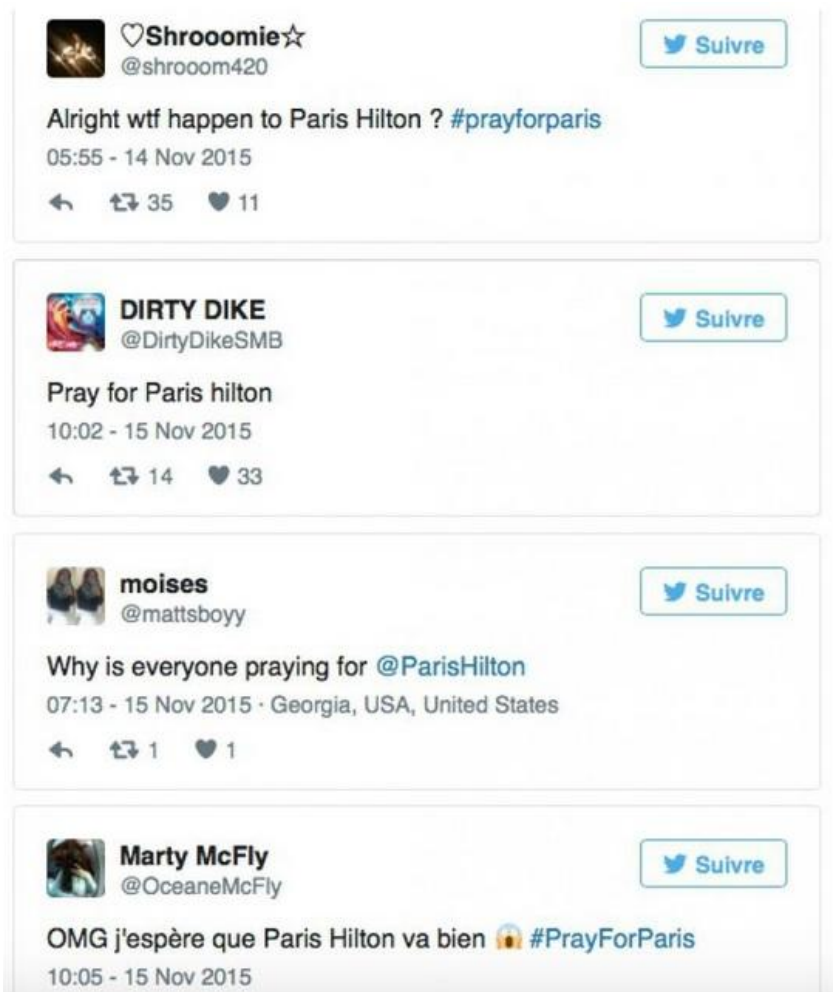 ♡Shrooomie☆
Suivre
@shrooom420
Alright wtf happen to Paris Hilton ? #prayforparis
05:55 - 14 Nov 2015
35 11
DIRTY DIKE
Suivre
@DirtyDikeSMB
Pray for Paris hilton
10:02 - 15 Nov 2015
14 33
moises
Suivre
@mattsboyy
Why is everyone praying for @ParisHilton
07:13 - 15 Nov 2015 · Georgia, USA, United States
1 1
Marty McFly
Suivre
@OceaneMcFly
OMG j'espère que Paris Hilton va bien 😱 #PrayForParis
10:05 - 15 Nov 2015